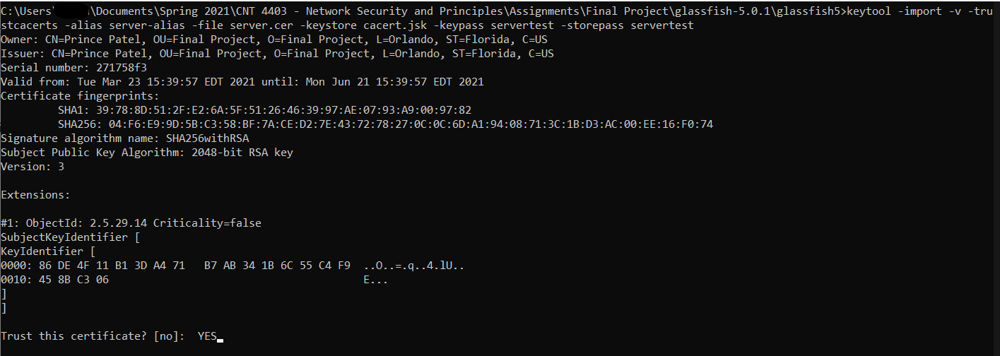 C:\Users\ \Documents\Spring 2021\CNT 4403 - Network Security and Principles\Assignments\Final Project\glassfish-5.0.1\glassfish5>keytool -import -v -tru
stcacerts -alias server-alias -file server.cer -keystore cacert.jsk -keypass servertest -storepass servertest
Owner: CN=Prince Patel, OU=Final Project, O=Final Project, L=Orlando, ST=Florida, C=US
Issuer: CN=Prince Patel, OU=Final Project, O=Final Project, L=Orlando, ST=Florida, C=US
Serial number: 271758f3
Valid from: Tue Mar 23 15:39:57 EDT 2021 until: Mon Jun 21 15:39:57 EDT 2021
Certificate fingerprints:
         SHA1: 39:78:8D:51:2F:E2:6A:5F:51:26:46:39:97:AE:07:93:A9:00:97:82
         SHA256: 04:F6:E9:9D:5B:C3:58:BF:7A:CE:D2:7E:43:72:78:27:0C:0C:6D:A1:94:08:71:3C:1B:D3:AC:00:EE:16:F0:74
Signature algorithm name: SHA256withRSA
Subject Public Key Algorithm: 2048-bit RSA key
Version: 3
Extensions:
#1: ObjectId: 2.5.29.14 Criticality=false
SubjectKeyIdentifier [
KeyIdentifier [
0000: 86 DE 4F 11 B1 3D A4 71   B7 AB 34 1B 6C 55 C4 F9  ..O..=.q..4.lU..
0010: 45 8B C3 06                                        E...
]
]
Trust this certificate? [no]:  YES